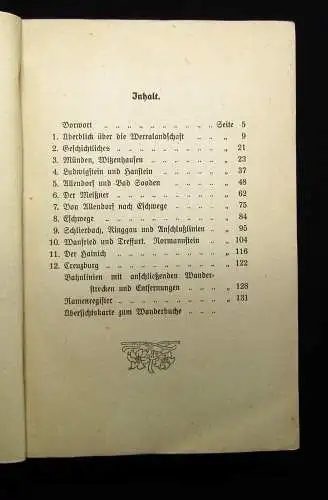 Inhalt.
Vorwort „ „ „ „ „ „ „ „ „ Seite 5
1. Überblick über die Werralandschaft „ „ „ 9
2. Geschichtliches „ „ „ „ „ „ „ „ 21
3. Münden, Witzenhausen „ „ „ „ „ „ 23
4. Ludwigstein und Hanstein „ „ „ „ „ 37
5. Allendorf und Bad Sooden „ „ „ „ „ 48
6. Der Meißner „ „ „ „ „ „ „ „ 62
7. Von Allendorf nach Eschwege „ „ „ „ 75
8. Eschwege „ „ „ „ „ „ „ „ „ 84
9. Schlierbach, Ringgau und Anschlußlinien „ „ 95
10. Wanfried und Treffurt. Normannstein „ „ 104
11. Der Hainich „ „ „ „ „ „ „ „ 116
12. Creuzburg „ „ „ „ „ „ „ „ 122
Bahnlinien mit anschließenden Wander-
strecken und Entfernungen „ „ „ „ 128
Namenregister „ „ „ „ „ „ „ „ 131
Übersichtskarte zum Wanderbuche „ „